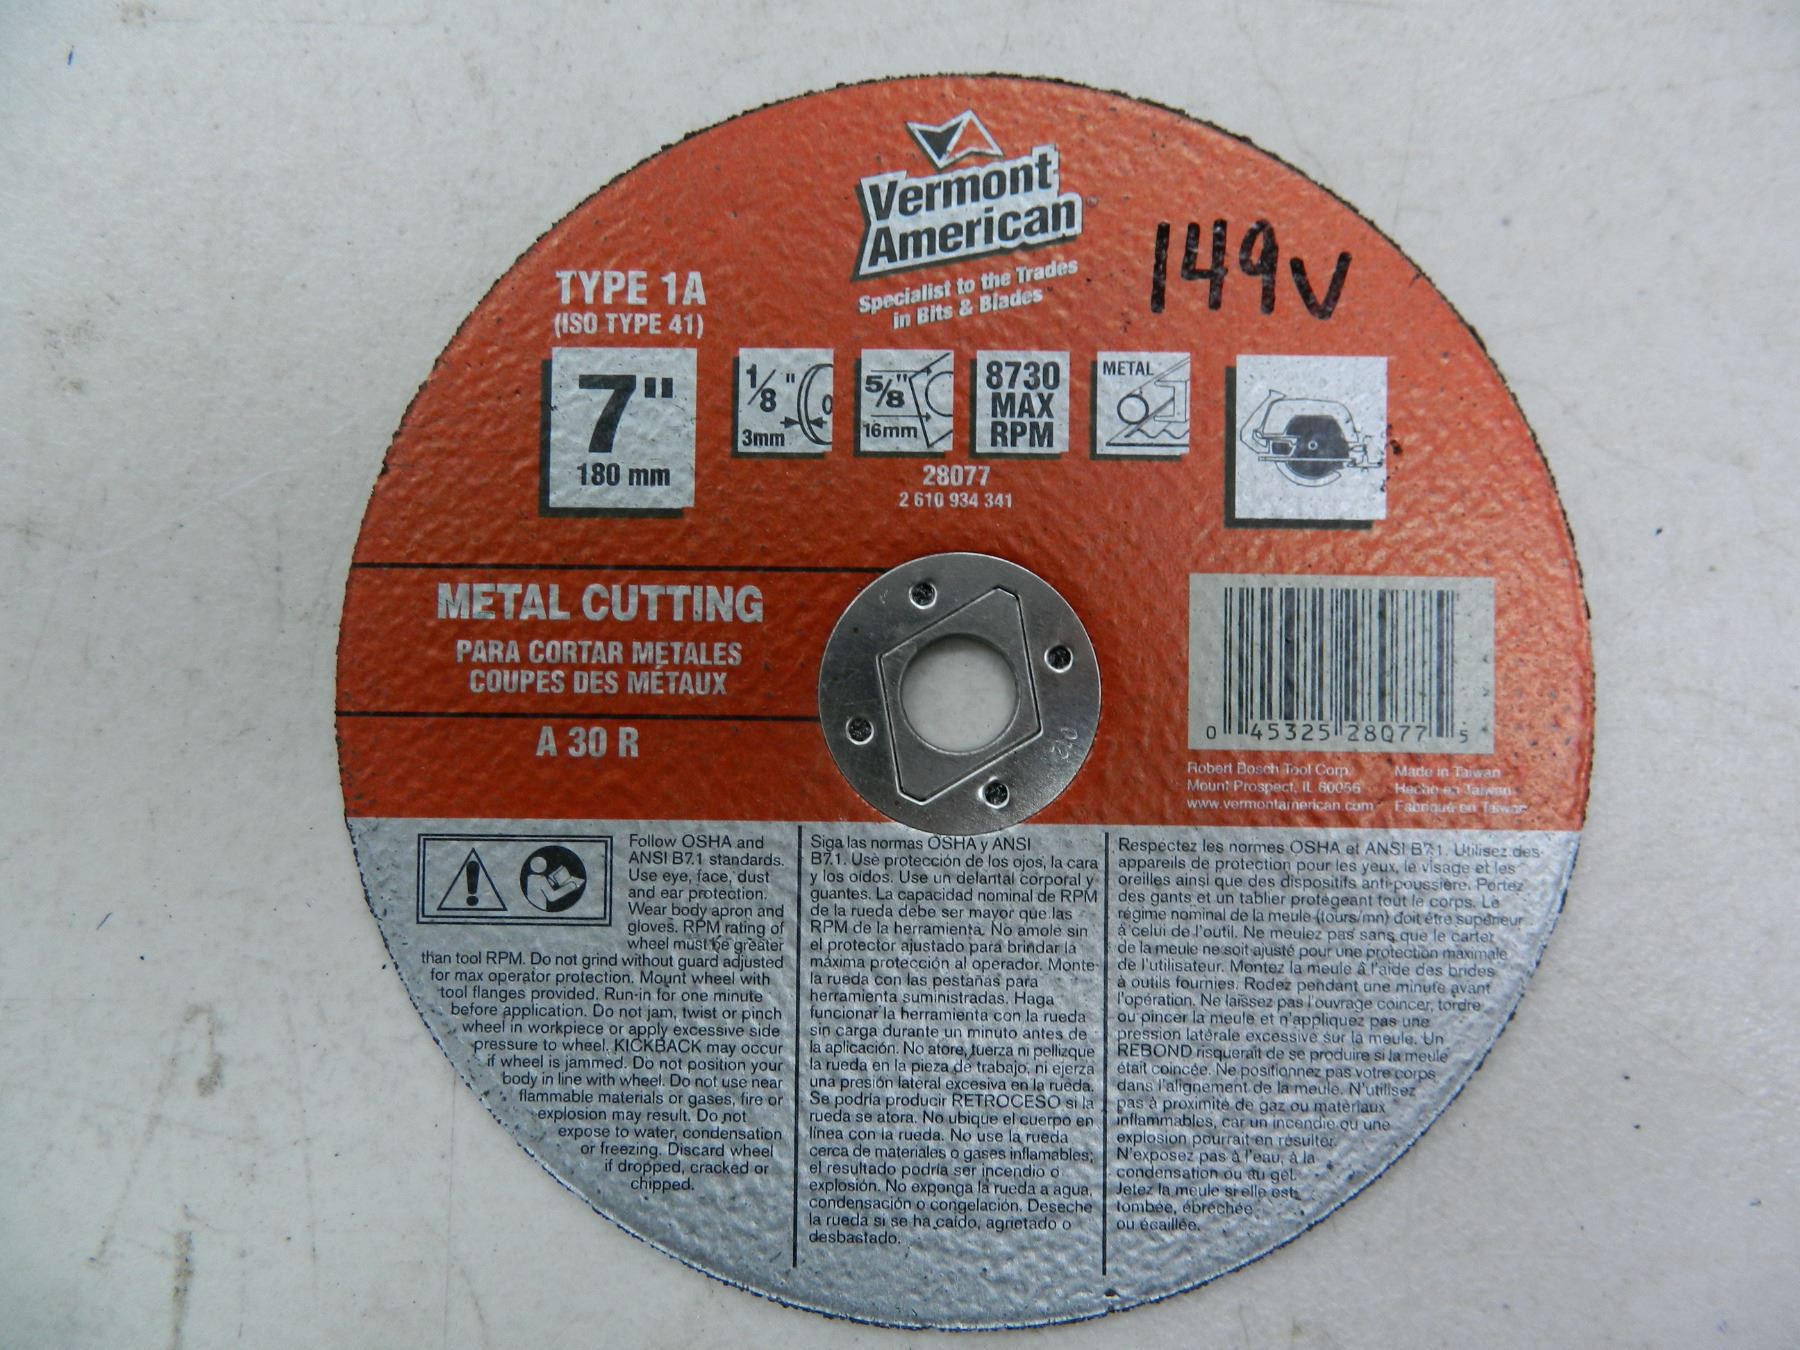 Vermont
American
Specialist to the Trades
in Bits & Blades
149V
TYPE 1A
(ISO TYPE 41)
7"
180 mm
1/8"
3mm
5/8"
16mm
8730
MAX
RPM
METAL
28077
2 610 934 341
METAL CUTTING
PARA CORTAR METALES
COUPES DES MÉTAUX
A 30 R
0 45325 28077 5
Robert Bosch Tool Corp.
Mount Prospect, IL 60056
www.vermontamerican.com
Made in Taiwan
Hecho en Taiwan
Fabriqué en Taiwan
Follow OSHA and
ANSI B7.1 standards.
Use eye, face, dust
and ear protection.
Wear body apron and
gloves. RPM rating of
wheel must be greater
than tool RPM. Do not grind without guard adjusted
for max operator protection. Mount wheel with
tool flanges provided. Run-in for one minute
before application. Do not jam, twist or pinch
wheel in workpiece or apply excessive side
pressure to wheel. KICKBACK may occur
if wheel is jammed. Do not position your
body in line with wheel. Do not use near
flammable materials or gases, fire or
explosion may result. Do not
expose to water, condensation
or freezing. Discard wheel
if dropped, cracked or
chipped.
Siga las normas OSHA y ANSI
B7.1. Use protección de los ojos, la cara
y los oídos. Use un delantal corporal y
guantes. La capacidad nominal de RPM
de la rueda debe ser mayor que las
RPM de la herramienta. No amole sin
el protector ajustado para brindar la
máxima protección al operador. Monte
la rueda con las pestañas para
herramienta suministradas. Haga
funcionar la herramienta con la rueda
sin carga durante un minuto antes de
la aplicación. No atore, tuerza ni pellizque
la rueda en la pieza de trabajo, ni ejerza
una presión lateral excesiva en la rueda.
Se podría producir RETROCESO si la
rueda se atora. No ubique el cuerpo en
línea con la rueda. No use la rueda
cerca de materiales o gases inflamables;
el resultado podría ser incendio o
explosión. No exponga la rueda a agua,
condensación o congelación. Deseche
la rueda si se ha caído, agrietado o
desbastado.
Respectez les normes OSHA et ANSI B7.1. Utilisez des
appareils de protection pour les yeux, le visage et les
oreilles ainsi que des dispositifs anti-poussière. Portez
des gants et un tablier protégeant tout le corps. Le
régime nominal de la meule (tours/mn) doit être supérieur
à celui de l'outil. Ne meulez pas sans que le carter
de la meule ne soit ajusté pour une protection maximale
de l'utilisateur. Montez la meule à l'aide des brides
à outils fournies. Rodez pendant une minute avant
l'opération. Ne laissez pas l'ouvrage coincer, tordre
ou pincer la meule et n'appliquez pas une
pression latérale excessive sur la meule. Un
REBOND risquerait de se produire si la meule
était coincée. Ne positionnez pas votre corps
dans l'alignement de la meule. N'utilisez
pas à proximité de gaz ou matériaux
inflammables, car un incendie ou une
explosion pourrait en résulter.
N'exposez pas à l'eau, à la
condensation ou au gel.
Jetez la meule si elle est
tombée, ébréchée
ou écaillée.